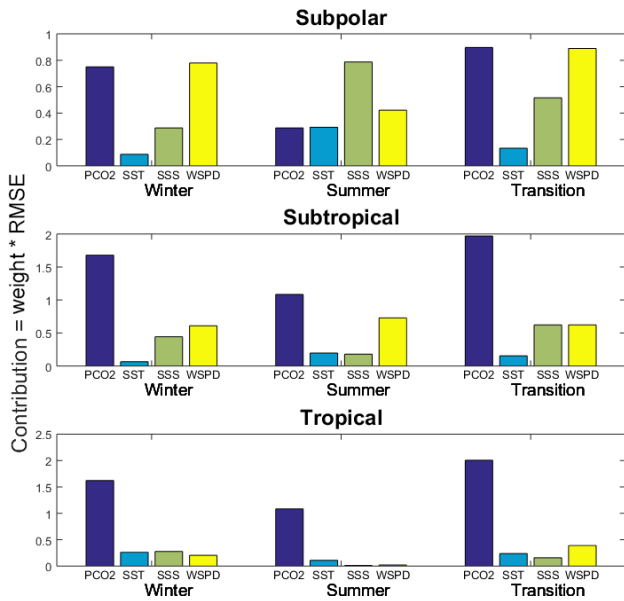 Subpolar
1
0.8
0.6
0.4
0.2
0
PCO2 SST SSS WSPD PCO2 SST SSS WSPD PCO2 SST SSS WSPD
Winter Summer Transition
Subtropical
2
1.5
1
0.5
0
PCO2 SST SSS WSPD PCO2 SST SSS WSPD PCO2 SST SSS WSPD
Winter Summer Transition
Tropical
2.5
2
1.5
1
0.5
0
PCO2 SST SSS WSPD PCO2 SST SSS WSPD PCO2 SST SSS WSPD
Winter Summer Transition
Contribution = weight * RMSE